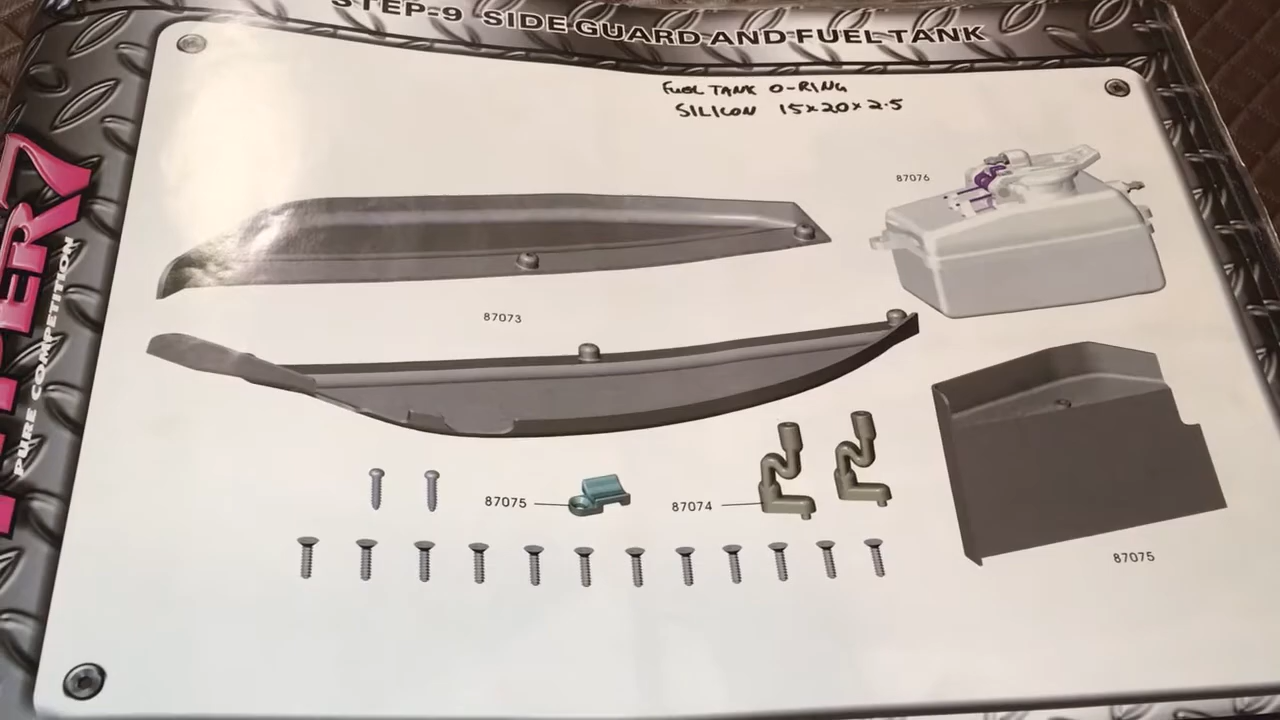 STEP-9 SIDE GUARD AND FUEL TANK
FUEL TANK O-RING
SILICON 15x20x2.5
87076
87073
87075
87074
87075
PURE COMPETITION